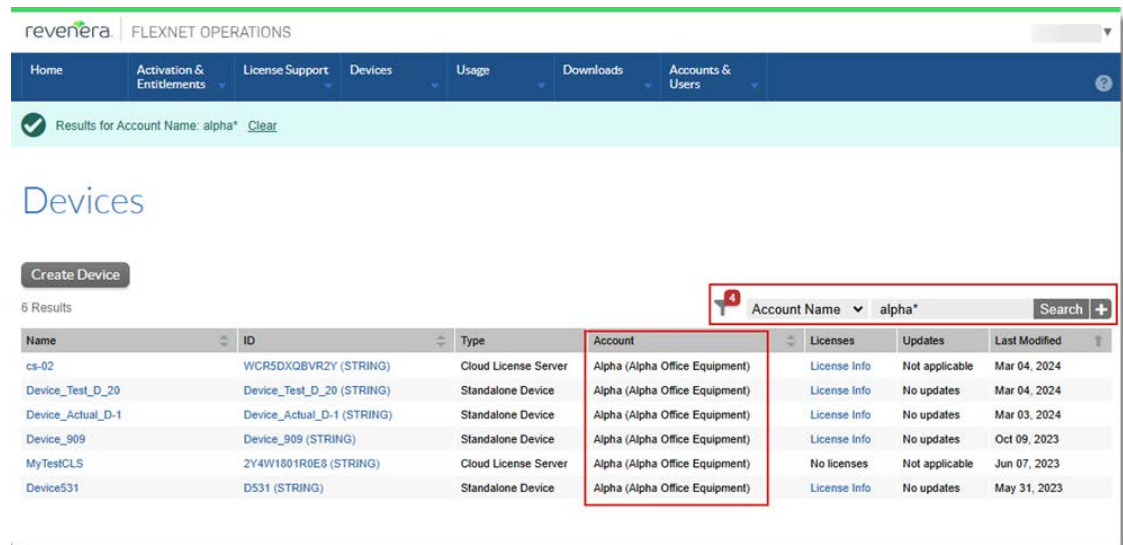 revenera. FLEXNET OPERATIONS
Home Activation & Entitlements License Support Devices Usage Downloads Accounts & Users ?
Results for Account Name: alpha* Clear
Devices
Create Device
6 Results 4 Account Name alpha* Search +
Name ID Type Account Licenses Updates Last Modified
cs-02 WCR5DXQBVR2Y (STRING) Cloud License Server Alpha (Alpha Office Equipment) License Info Not applicable Mar 04, 2024
Device_Test_D_20 Device_Test_D_20 (STRING) Standalone Device Alpha (Alpha Office Equipment) License Info No updates Mar 04, 2024
Device_Actual_D-1 Device_Actual_D-1 (STRING) Standalone Device Alpha (Alpha Office Equipment) License Info No updates Mar 03, 2024
Device_909 Device_909 (STRING) Standalone Device Alpha (Alpha Office Equipment) License Info No updates Oct 09, 2023
MyTestCLS 2Y4W1801R0E8 (STRING) Cloud License Server Alpha (Alpha Office Equipment) No licenses Not applicable Jun 07, 2023
Device531 D531 (STRING) Standalone Device Alpha (Alpha Office Equipment) License Info No updates May 31, 2023